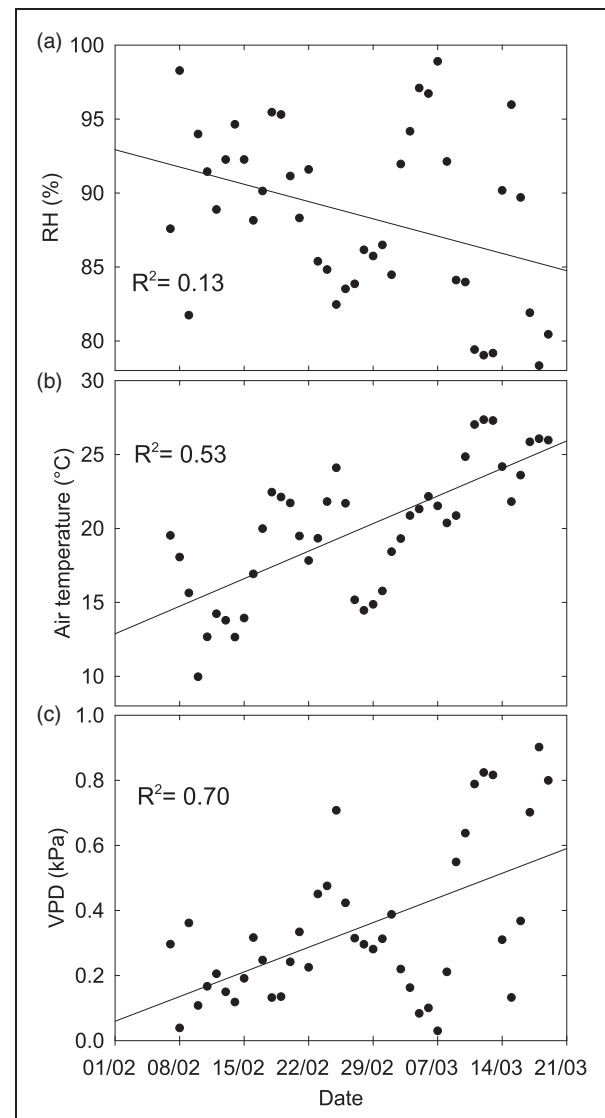 (a)
100
95
90
85
80
RH (%)
R²= 0.13
(b)
30
25
20
15
10
Air temperature (°C)
R²= 0.53
(c)
1.0
0.8
0.6
0.4
0.2
0.0
VPD (kPa)
R²= 0.70
01/02 08/02 15/02 22/02 29/02 07/03 14/03 21/03
Date